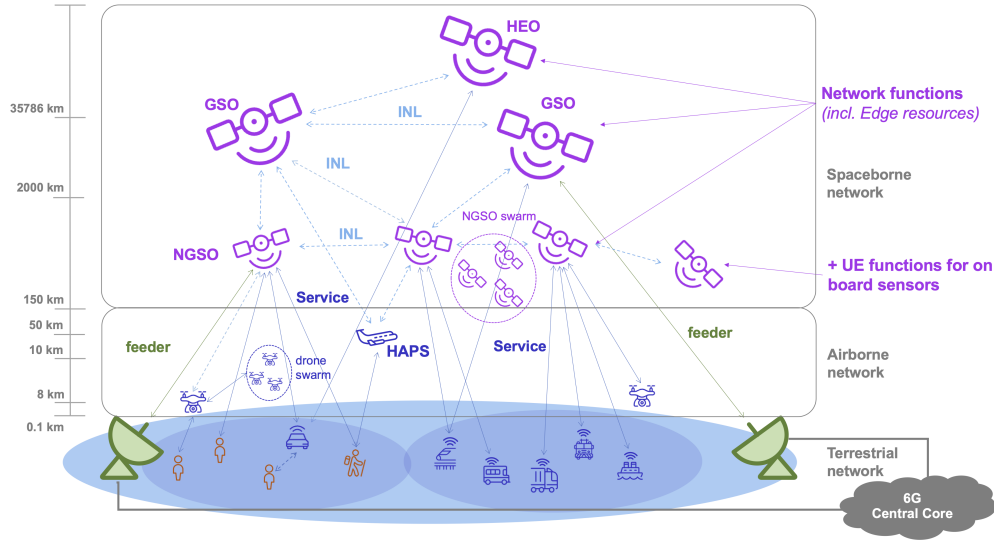 HEO
GSO
GSO
35786 km
INL
Network functions
(incl. Edge resources)
INL
Spaceborne
network
2000 km
NGSO swarm
INL
NGSO
+ UE functions for on
board sensors
Service
150 km
50 km
feeder
HAPS
Service
feeder
10 km
drone
swarm
Airborne
network
8 km
0.1 km
Terrestrial
network
6G
Central Core